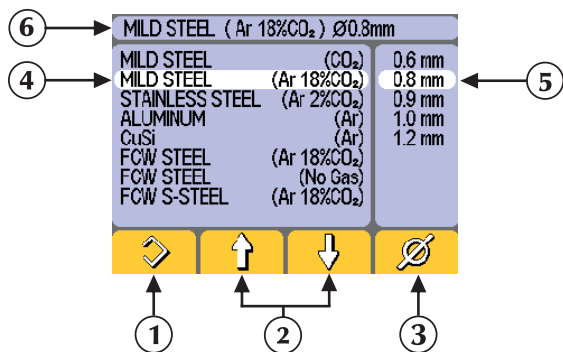 MILD STEEL ( Ar 18%CO₂ ) Ø0.8mm
MILD STEEL (CO₂) 0.6 mm
MILD STEEL (Ar 18%CO₂) 0.8 mm
STAINLESS STEEL (Ar 2%CO₂) 0.9 mm
ALUMINUM (Ar) 1.0 mm
CuSi (Ar) 1.2 mm
FCW STEEL (Ar 18%CO₂)
FCW STEEL (No Gas)
FCW S-STEEL (Ar 18%CO₂)
Ø
6
4
5
1
2
3